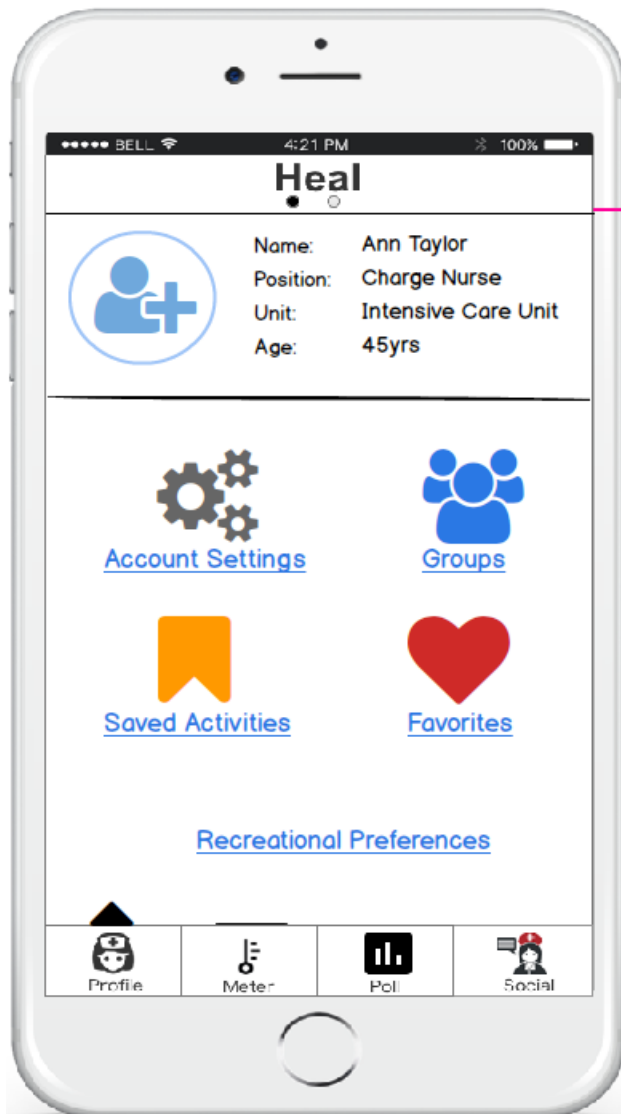 BELL 4:21 PM 100%
Heal
Name: Ann Taylor
Position: Charge Nurse
Unit: Intensive Care Unit
Age: 45yrs
Account Settings Groups
Saved Activities Favorites
Recreational Preferences
Profile Meter Poll Social